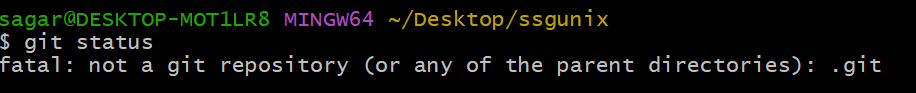 sagar@DESKTOP-MOT1LR8 MINGW64 ~/Desktop/ssgunix
$ git status
fatal: not a git repository (or any of the parent directories): .git